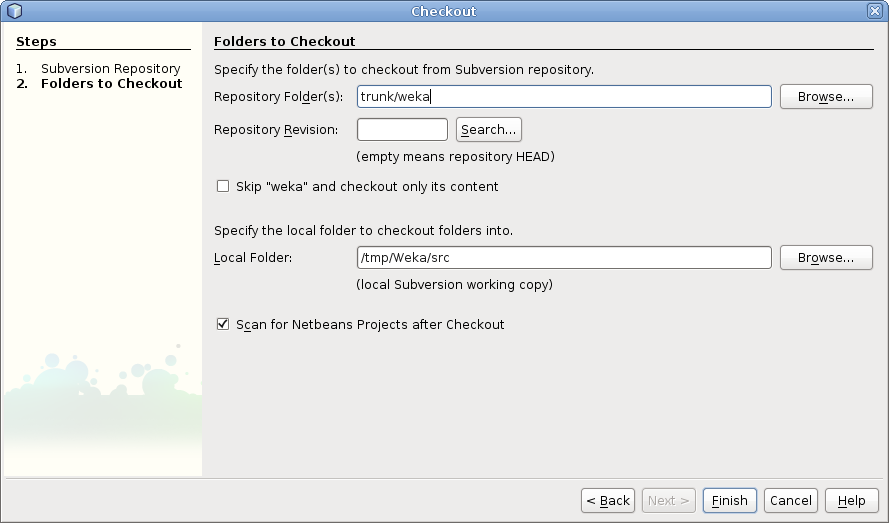 Checkout
Steps
1. Subversion Repository
2. Folders to Checkout
Folders to Checkout
Specify the folder(s) to checkout from Subversion repository.
Repository Folder(s): trunk/weka Browse...
Repository Revision: Search...
(empty means repository HEAD)
Skip "weka" and checkout only its content
Specify the local folder to checkout folders into.
Local Folder: /tmp/Weka/src Browse...
(local Subversion working copy)
Scan for Netbeans Projects after Checkout
< Back Next > Finish Cancel Help